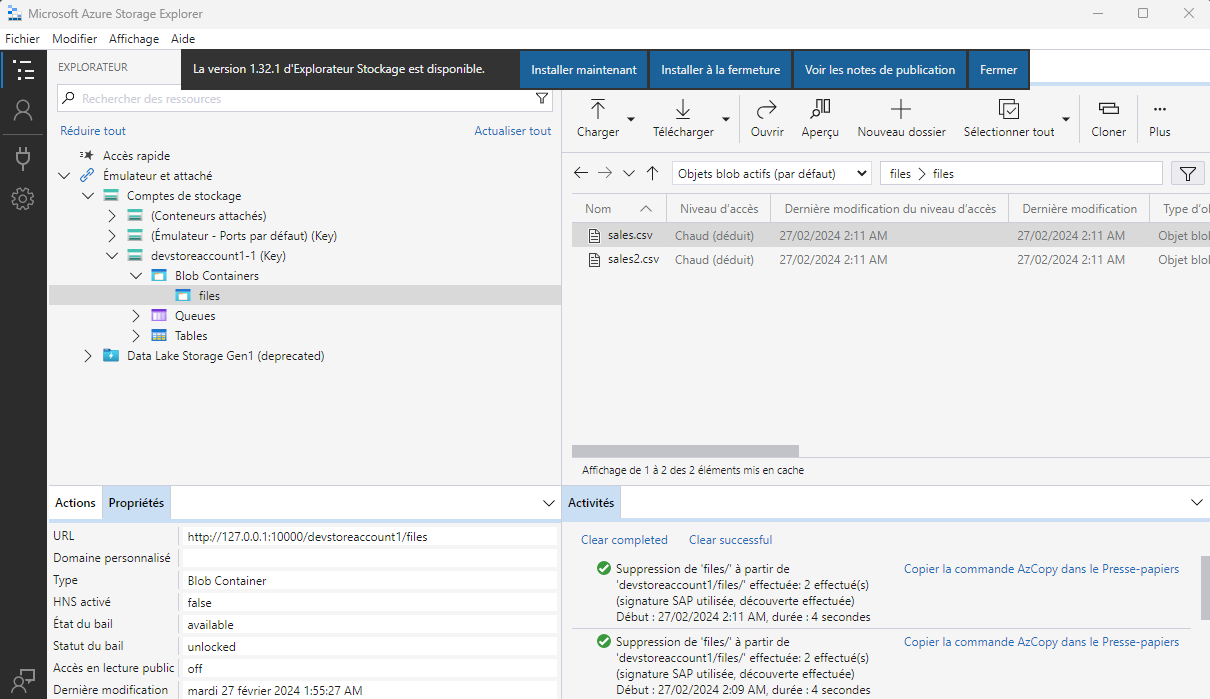 Microsoft Azure Storage Explorer
Fichier Modifier Affichage Aide
EXPLORATEUR
La version 1.32.1 d'Explorateur Stockage est disponible. Installer maintenant Installer à la fermeture Voir les notes de publication Fermer
Rechercher des ressources
Réduire tout Actualiser tout
Accès rapide
Émulateur et attaché
Comptes de stockage
(Conteneurs attachés)
(Émulateur - Ports par défaut) (Key)
devstoreaccount1-1 (Key)
Blob Containers
files
Queues
Tables
Data Lake Storage Gen1 (deprecated)
Charger Télécharger Ouvrir Aperçu Nouveau dossier Sélectionner tout Cloner Plus
Objets blob actifs (par défaut) files files
Nom Niveau d'accès Dernière modification du niveau d'accès Dernière modification Type d'ol
sales.csv Chaud (déduit) 27/02/2024 2:11 AM 27/02/2024 2:11 AM Objet blol
sales2.csv Chaud (déduit) 27/02/2024 2:11 AM 27/02/2024 2:11 AM Objet blol
Affichage de 1 à 2 des 2 éléments mis en cache
Actions Propriétés
URL http://127.0.0.1:10000/devstoreaccount1/files
Domaine personnalisé
Type Blob Container
HNS activé false
État du bail available
Statut du bail unlocked
Accès en lecture public off
Dernière modification mardi 27 février 2024 1:55:27 AM
Activités
Clear completed Clear successful
Suppression de 'files/' à partir de Copier la commande AzCopy dans le Presse-papiers
'devstoreaccount1/files/' effectuée: 2 effectué(s)
(signature SAP utilisée, découverte effectuée)
Début : 27/02/2024 2:11 AM, durée : 4 secondes
Suppression de 'files/' à partir de Copier la commande AzCopy dans le Presse-papiers
'devstoreaccount1/files/' effectuée: 2 effectué(s)
(signature SAP utilisée, découverte effectuée)
Début : 27/02/2024 2:09 AM, durée : 4 secondes